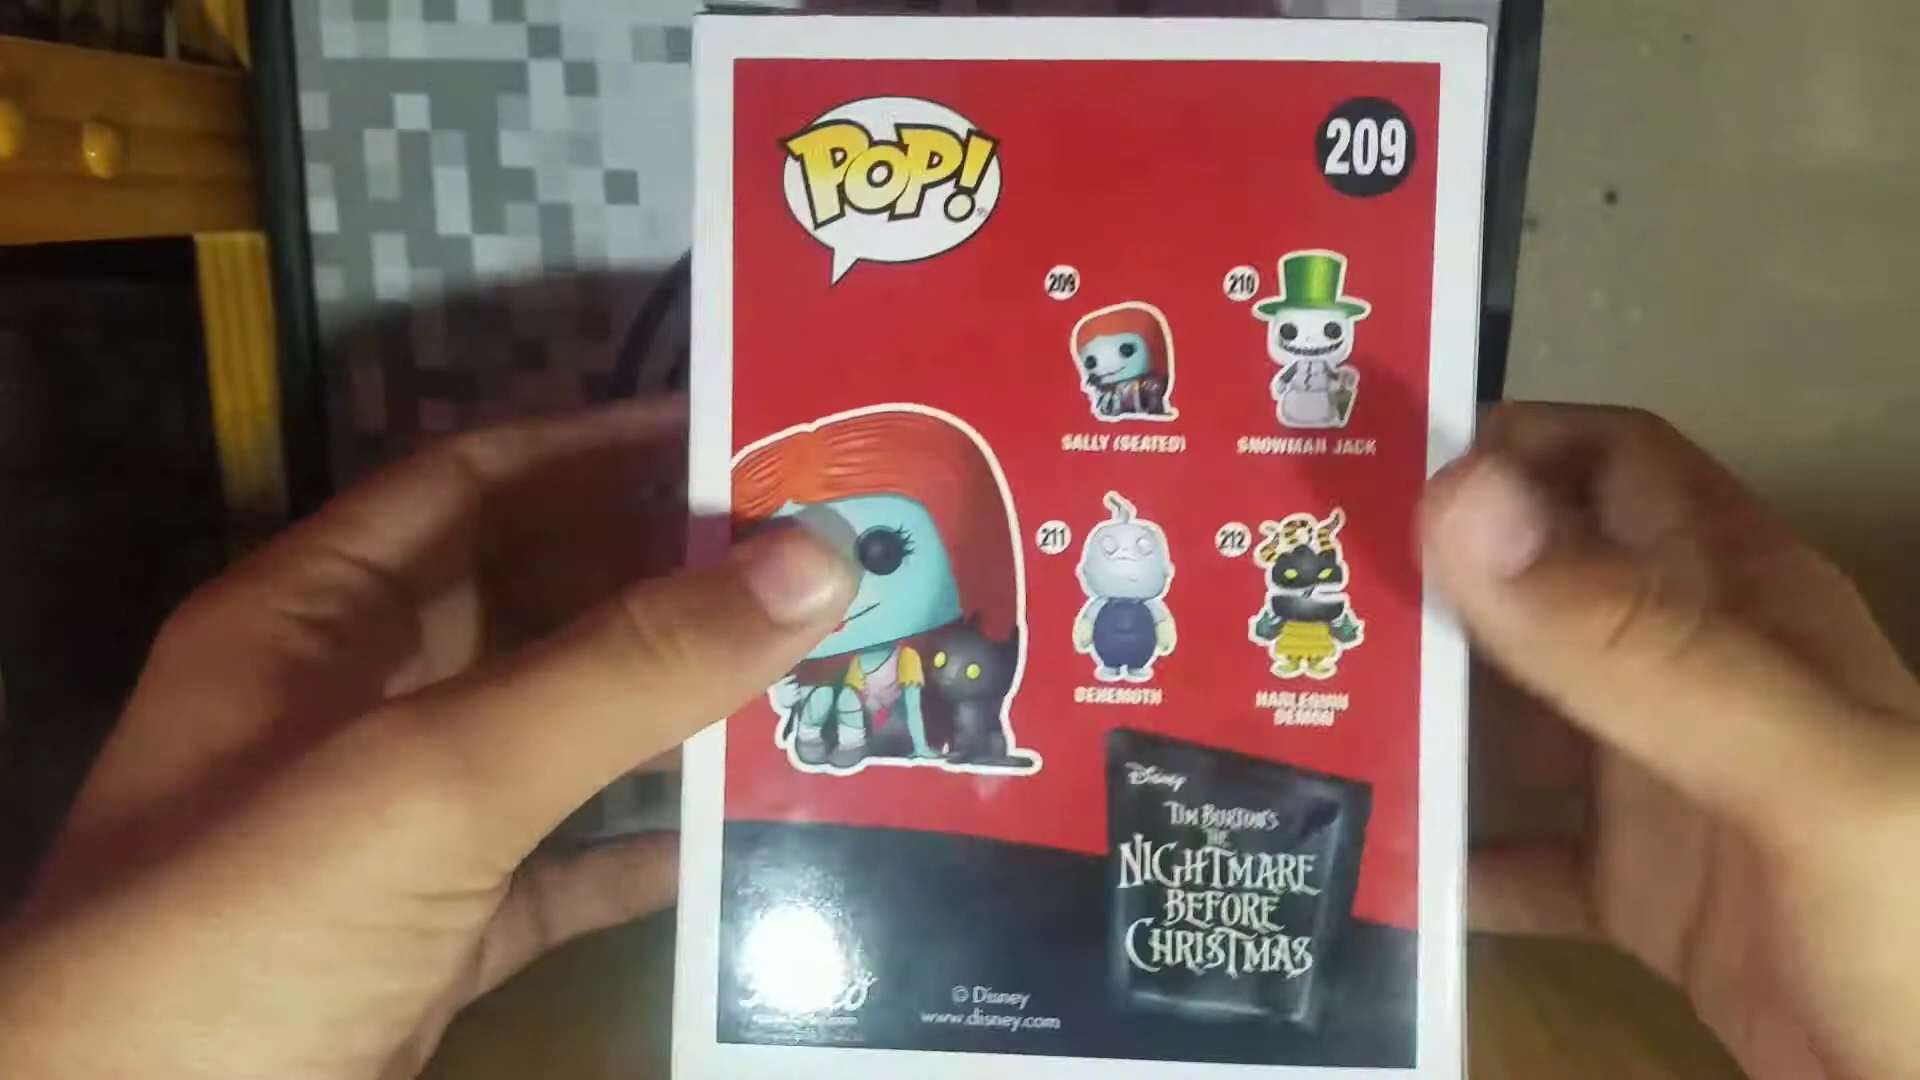 POP!
209
209
210
SALLY (SEATED)
SNOWMAN JACK
211
212
BEHEMOTH
HARLEQUIN
DEMON
Disney
TIM BURTON'S
THE
NIGHTMARE
BEFORE
CHRISTMAS
© Disney
www.disney.com